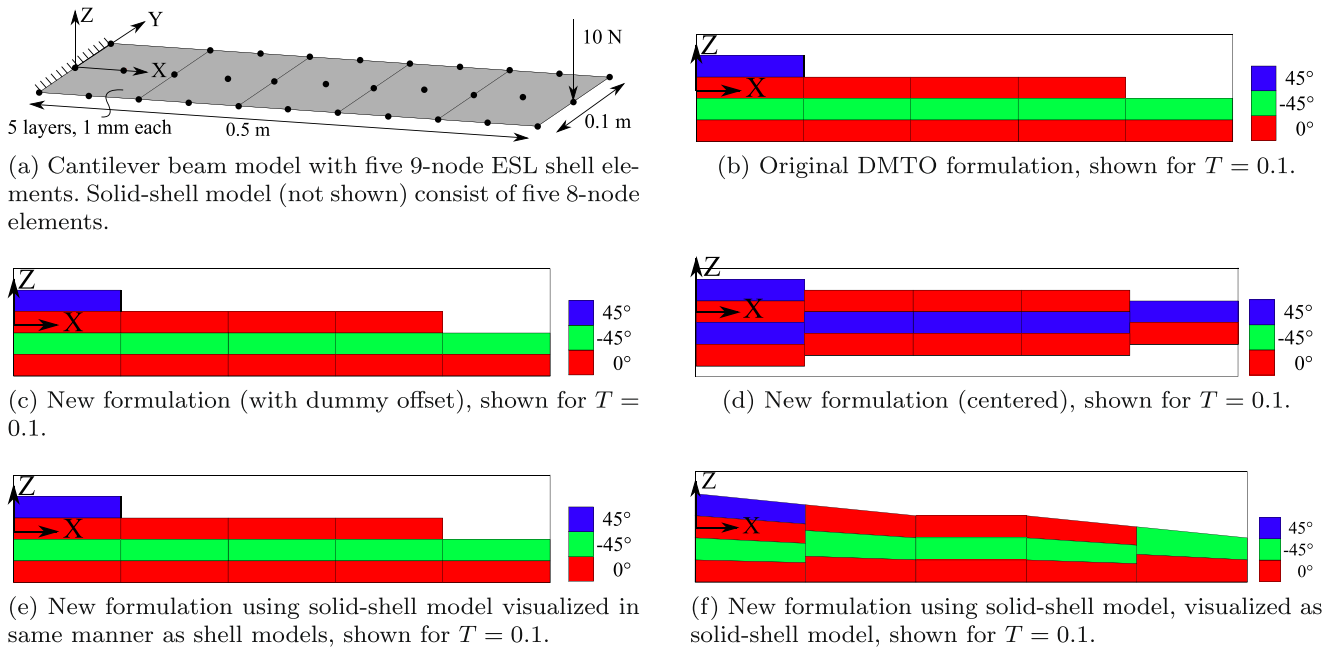 Z
Y
X
10 N
5 layers, 1 mm each
0.5 m
0.1 m
(a) Cantilever beam model with five 9-node ESL shell ele-
ments. Solid-shell model (not shown) consist of five 8-node
elements.
Z
X
45°
-45°
0°
(b) Original DMTO formulation, shown for T = 0.1.
Z
X
45°
-45°
0°
(c) New formulation (with dummy offset), shown for T =
0.1.
Z
X
45°
-45°
0°
(d) New formulation (centered), shown for T = 0.1.
Z
X
45°
-45°
0°
(e) New formulation using solid-shell model visualized in
same manner as shell models, shown for T = 0.1.
Z
X
45°
-45°
0°
(f) New formulation using solid-shell model, visualized as
solid-shell model, shown for T = 0.1.